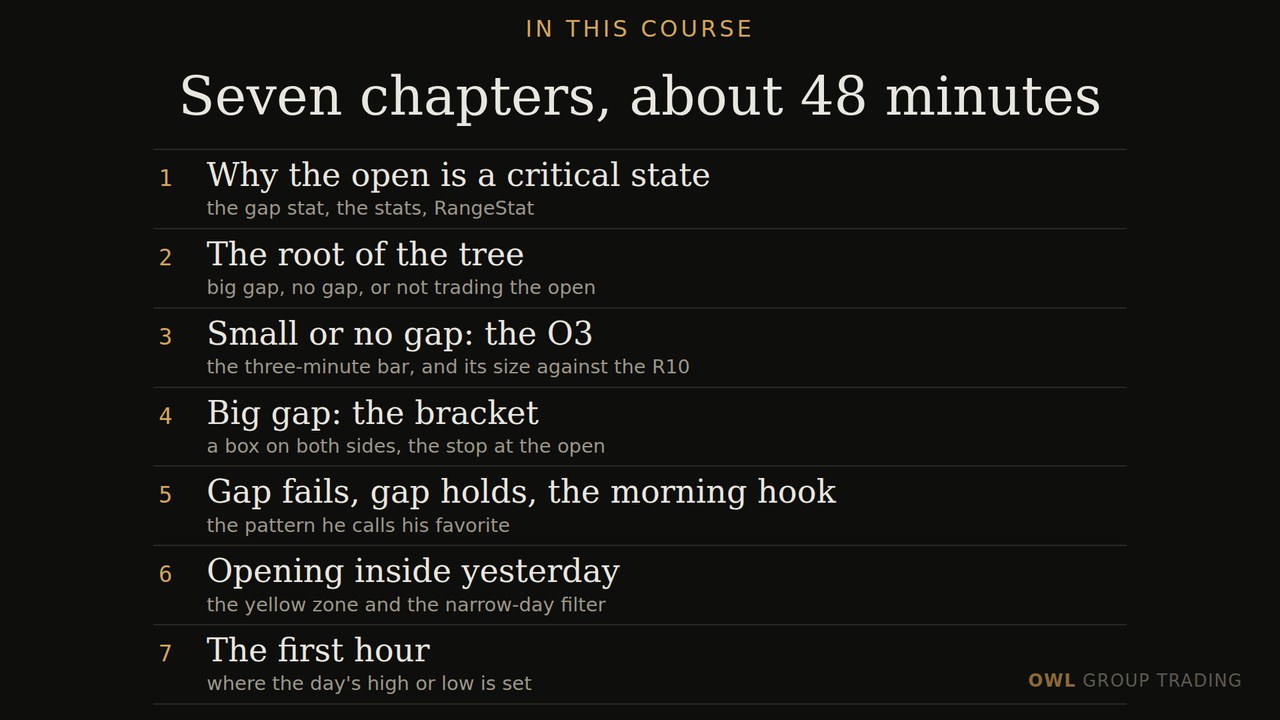 IN THIS COURSE
Seven chapters, about 48 minutes
1 Why the open is a critical state
the gap stat, the stats, RangeStat
2 The root of the tree
big gap, no gap, or not trading the open
3 Small or no gap: the O3
the three-minute bar, and its size against the R10
4 Big gap: the bracket
a box on both sides, the stop at the open
5 Gap fails, gap holds, the morning hook
the pattern he calls his favorite
6 Opening inside yesterday
the yellow zone and the narrow-day filter
7 The first hour
where the day's high or low is set
OWL GROUP TRADING